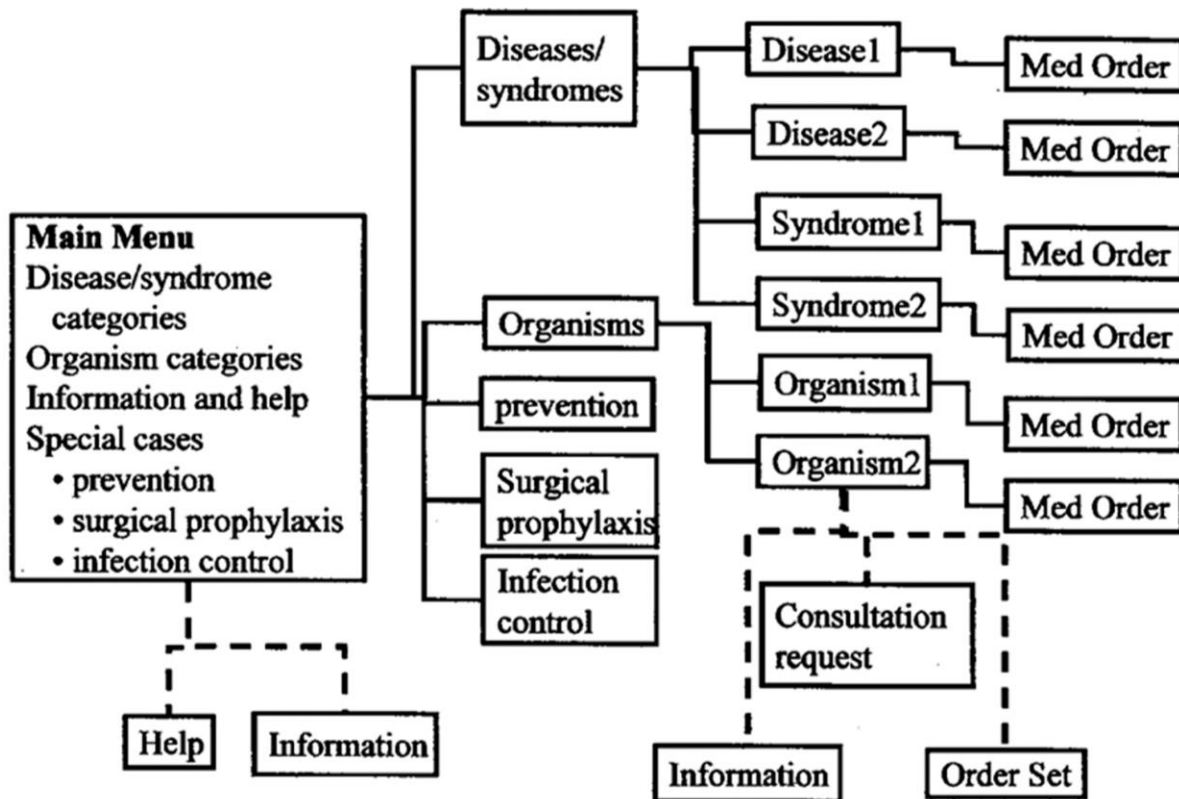 Diseases/
syndromes
Disease1
Med Order
Disease2
Med Order
Syndrome1
Med Order
Syndrome2
Med Order
Main Menu
Disease/syndrome
categories
Organism categories
Information and help
Special cases
• prevention
• surgical prophylaxis
• infection control
Organisms
prevention
Surgical
prophylaxis
Infection
control
Organism1
Med Order
Organism2
Med Order
Consultation
request
Help
Information
Information
Order Set